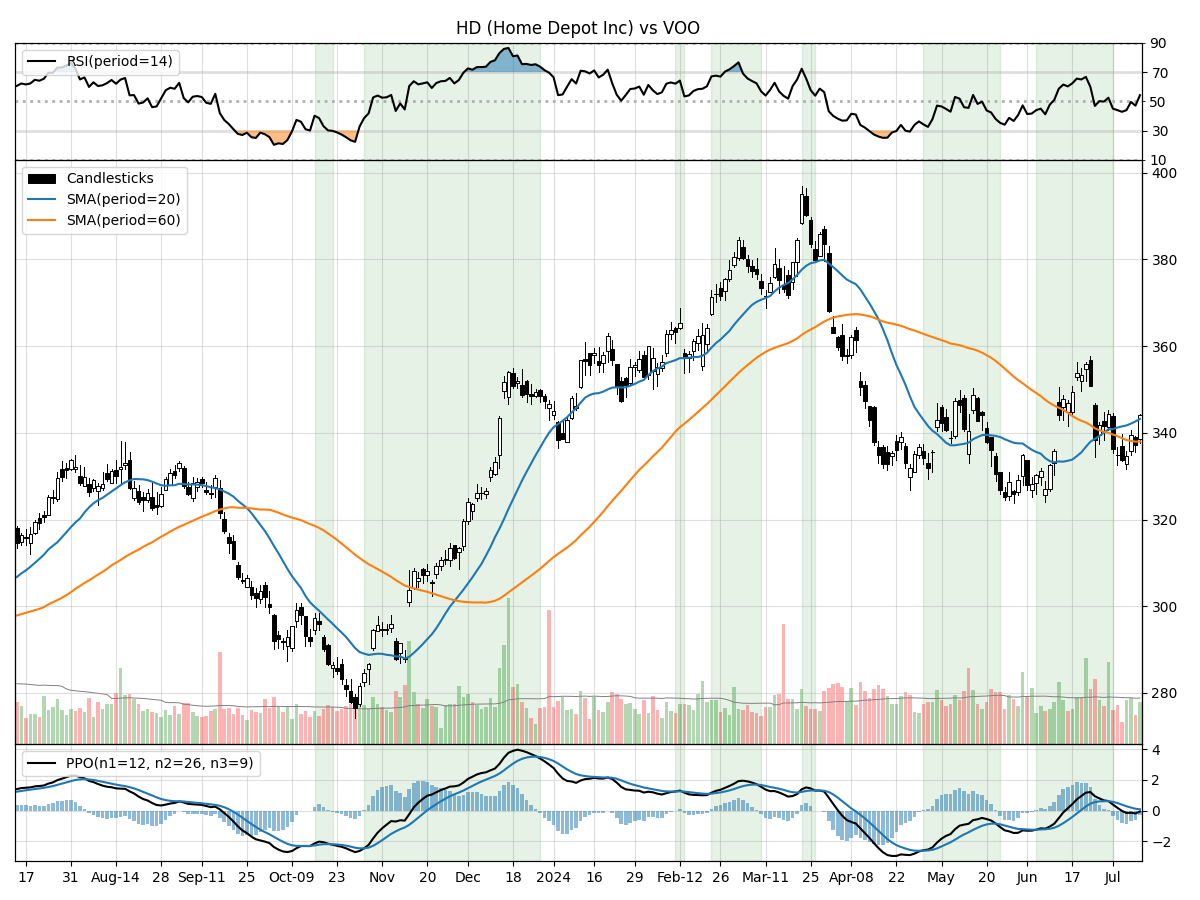 HD (Home Depot Inc) vs VOO
RSI(period=14)
90
70
50
30
10
Candlesticks
SMA(period=20)
SMA(period=60)
400
380
360
340
320
300
280
PPO(n1=12, n2=26, n3=9)
4
2
0
−2
17 31 Aug-14 28 Sep-11 25 Oct-09 23 Nov 20 Dec 18 2024 16 29 Feb-12 26 Mar-11 25 Apr-08 22 May 20 Jun 17 Jul